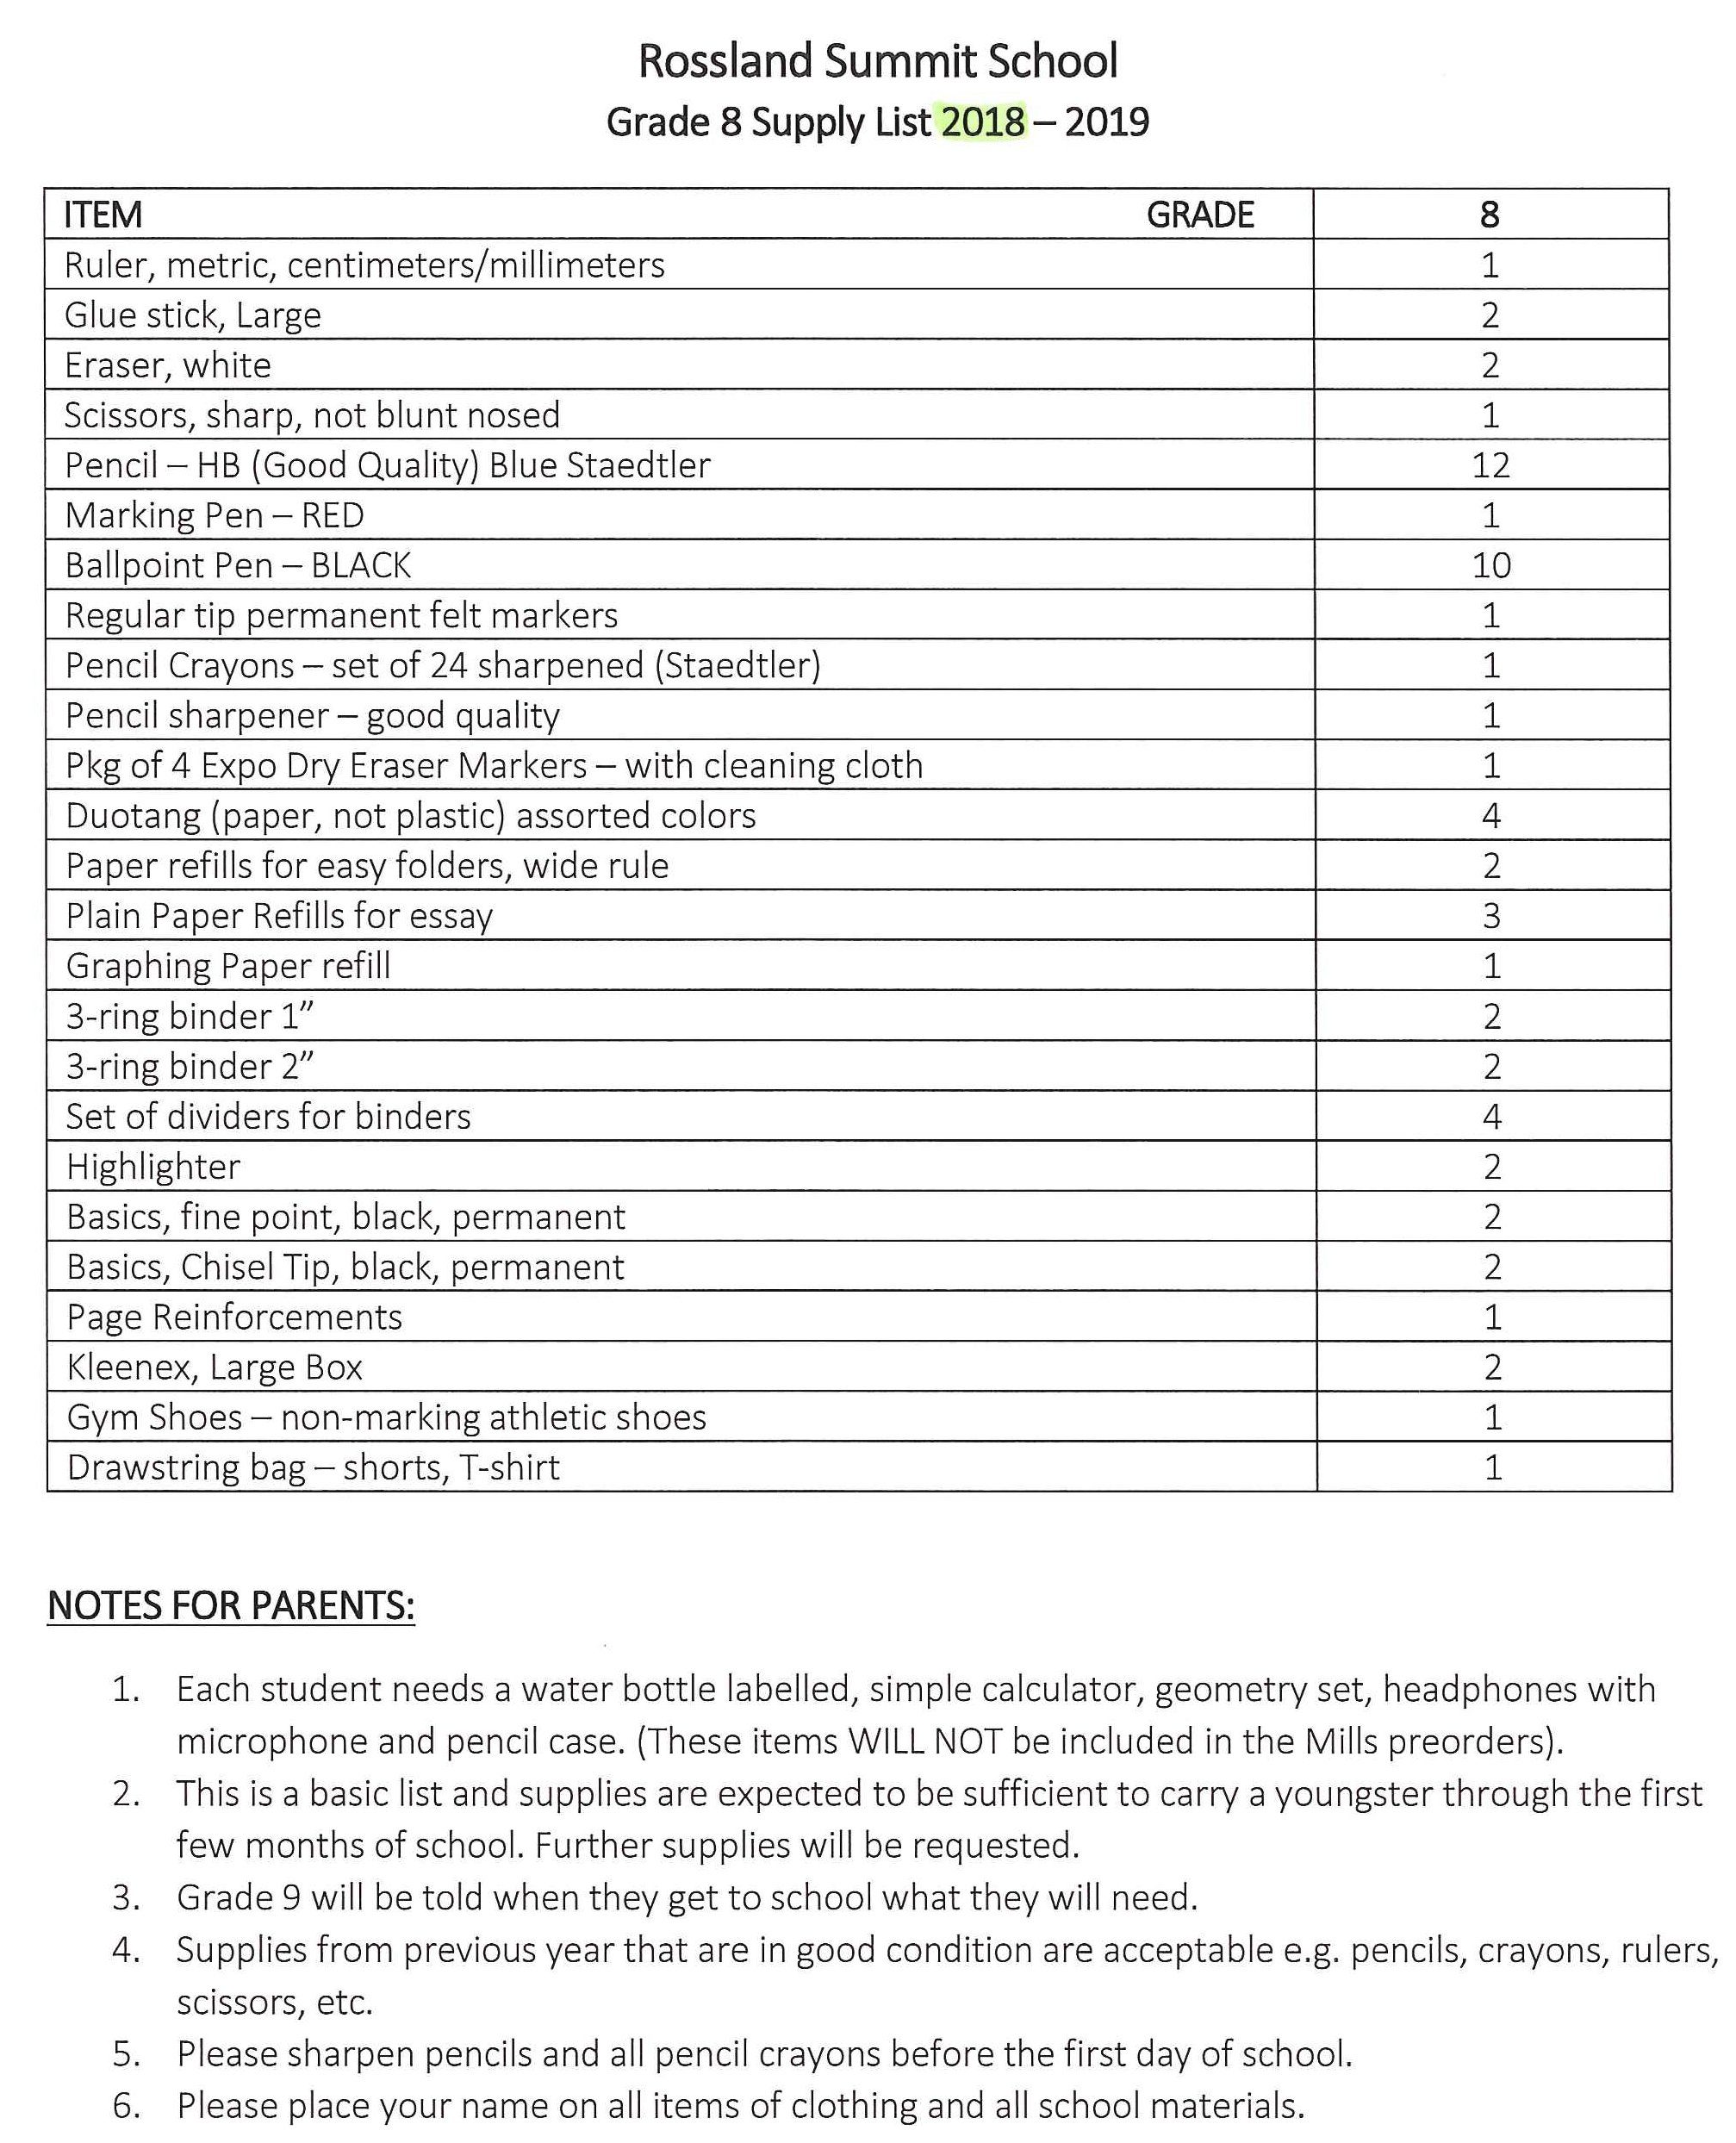 Rossland Summit School
Grade 8 Supply List 2018 – 2019
ITEM GRADE 8
Ruler, metric, centimeters/millimeters 1
Glue stick, Large 2
Eraser, white 2
Scissors, sharp, not blunt nosed 1
Pencil – HB (Good Quality) Blue Staedtler 12
Marking Pen – RED 1
Ballpoint Pen – BLACK 10
Regular tip permanent felt markers 1
Pencil Crayons – set of 24 sharpened (Staedtler) 1
Pencil sharpener – good quality 1
Pkg of 4 Expo Dry Eraser Markers – with cleaning cloth 1
Duotang (paper, not plastic) assorted colors 4
Paper refills for easy folders, wide rule 2
Plain Paper Refills for essay 3
Graphing Paper refill 1
3-ring binder 1” 2
3-ring binder 2” 2
Set of dividers for binders 4
Highlighter 2
Basics, fine point, black, permanent 2
Basics, Chisel Tip, black, permanent 2
Page Reinforcements 1
Kleenex, Large Box 2
Gym Shoes – non-marking athletic shoes 1
Drawstring bag – shorts, T-shirt 1
NOTES FOR PARENTS:
1. Each student needs a water bottle labelled, simple calculator, geometry set, headphones with
microphone and pencil case. (These items WILL NOT be included in the Mills preorders).
2. This is a basic list and supplies are expected to be sufficient to carry a youngster through the first
few months of school. Further supplies will be requested.
3. Grade 9 will be told when they get to school what they will need.
4. Supplies from previous year that are in good condition are acceptable e.g. pencils, crayons, rulers,
scissors, etc.
5. Please sharpen pencils and all pencil crayons before the first day of school.
6. Please place your name on all items of clothing and all school materials.